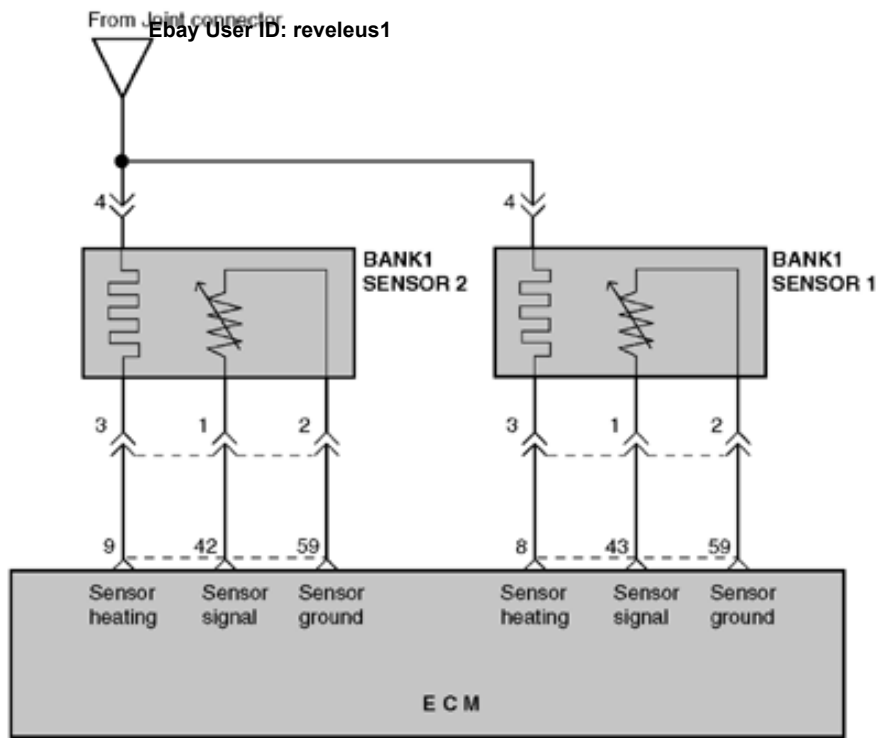 From Joint connector
Ebay User ID: reveleus1
4
4
BANK1
SENSOR 2
BANK1
SENSOR 1
3 1 2
3 1 2
9 42 59
8 43 59
Sensor heating
Sensor signal
Sensor ground
Sensor heating
Sensor signal
Sensor ground
E C M